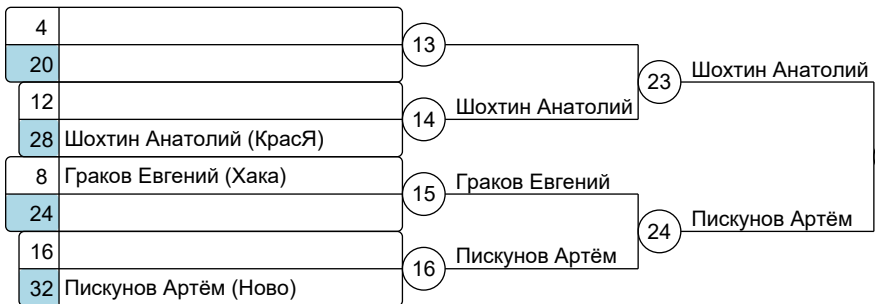 4
13
20
23 Шохтин Анатолий
12
14 Шохтин Анатолий
28 Шохтин Анатолий (КрасЯ)
8 Граков Евгений (Хака)
15 Граков Евгений
24
24 Пискунов Артём
16
16 Пискунов Артём
32 Пискунов Артём (Ново)